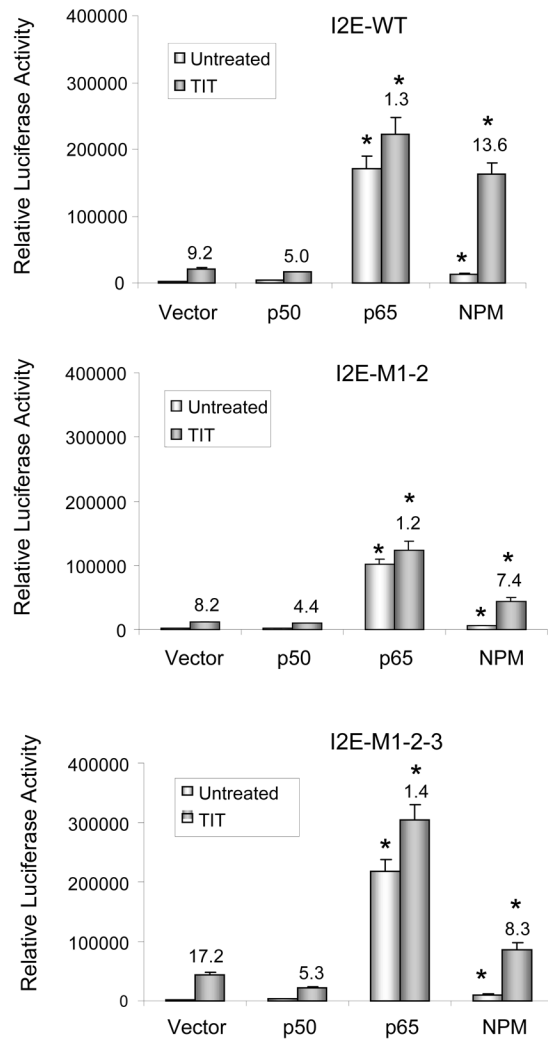 I2E-WT
Relative Luciferase Activity
400000
300000
200000
100000
0
Untreated
TIT
9.2
5.0
*
*
1.3
*
*
13.6
Vector p50 p65 NPM
I2E-M1-2
Relative Luciferase Activity
400000
300000
200000
100000
0
Untreated
TIT
8.2
4.4
*
*
1.2
*
*
7.4
Vector p50 p65 NPM
I2E-M1-2-3
Relative Luciferase Activity
400000
300000
200000
100000
0
Untreated
TIT
17.2
5.3
*
*
1.4
*
*
8.3
Vector p50 p65 NPM